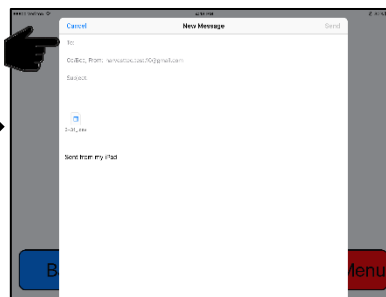 Cancel New Message Send
To:
Cc/Bcc, From:
Subject:
Sent from my iPad
B Menu